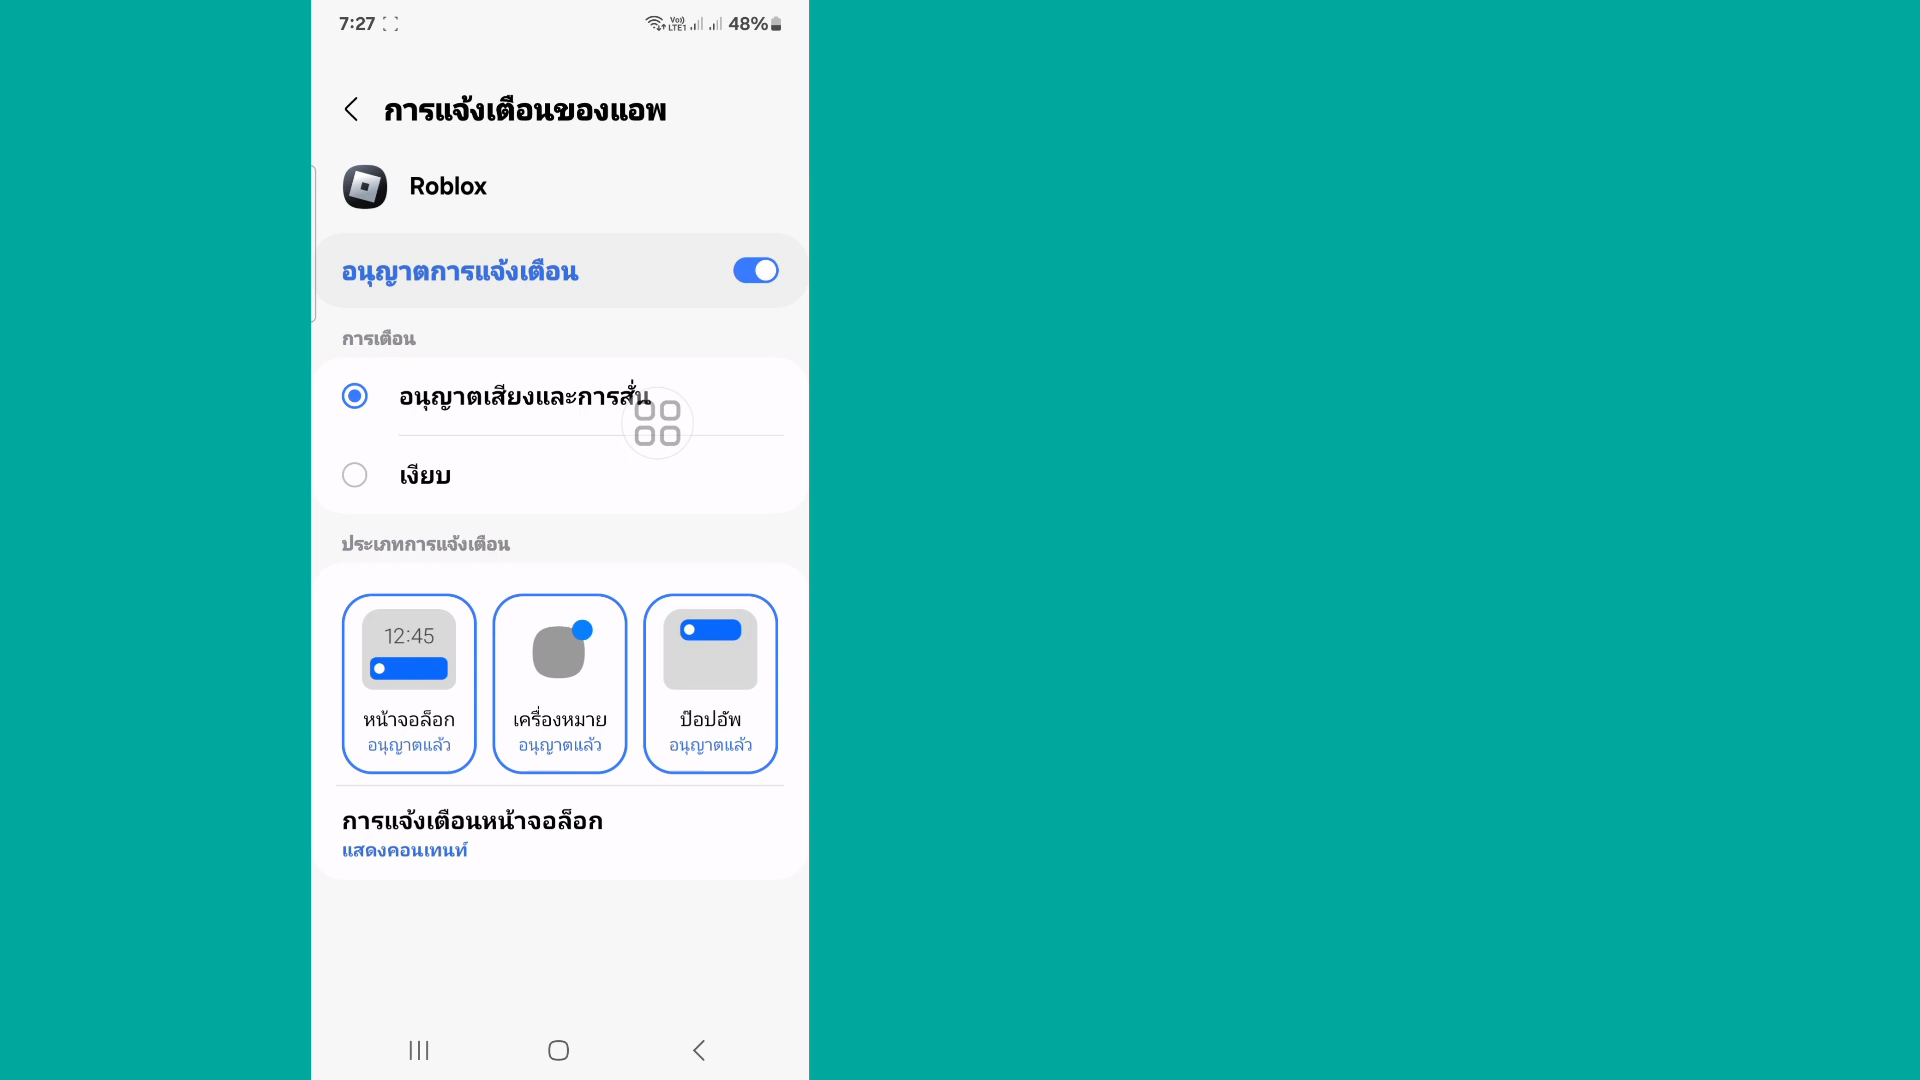 7:27
Vo)) LTE1 48%
การแจ้งเตือนของแอพ
Roblox
อนุญาตการแจ้งเตือน
การเตือน
อนุญาตเสียงและการสั่น
เงียบ
ประเภทการแจ้งเตือน
12:45
หน้าจอล็อก เครื่องหมาย ป๊อปอัพ
อนุญาตแล้ว อนุญาตแล้ว อนุญาตแล้ว
การแจ้งเตือนหน้าจอล็อก
แสดงคอนเทนท์